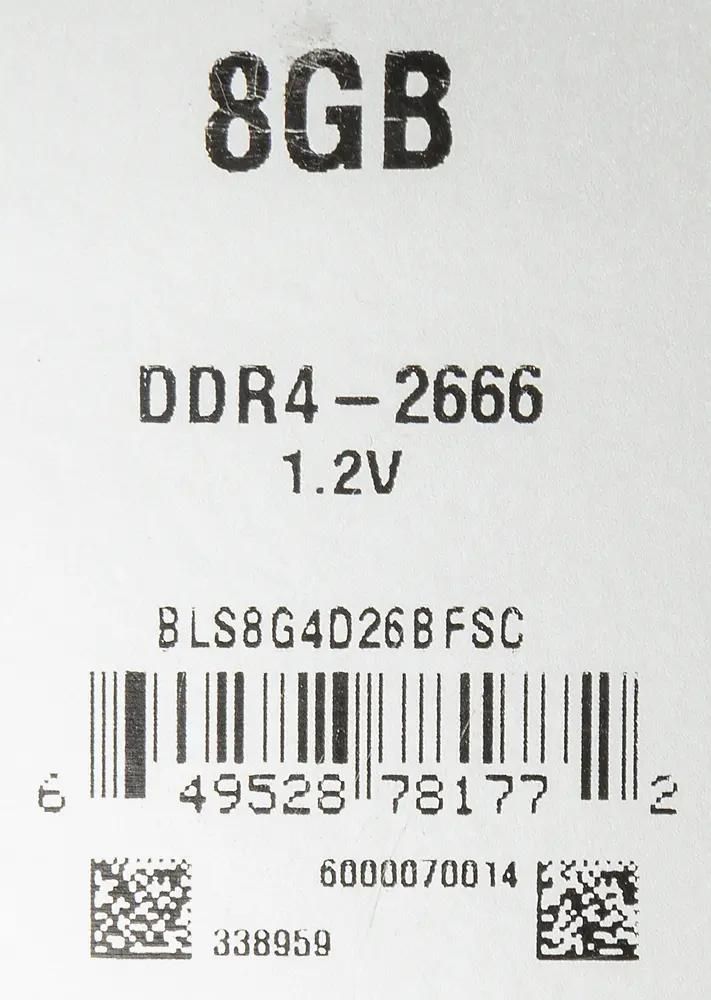 8GB
DDR4-2666
1.2V
BLS8G4D26BFSC
6 49528 78177 2
6000070014
338959